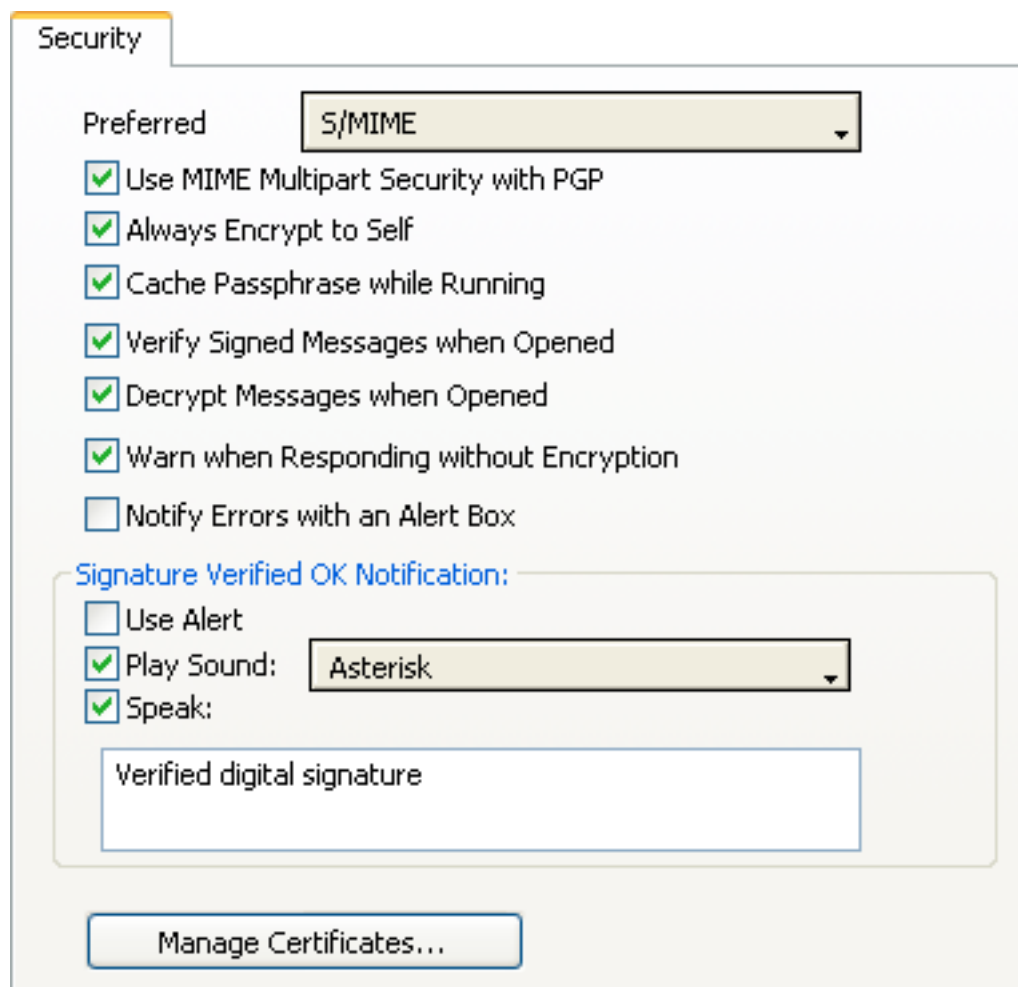 Security
Preferred S/MIME
Use MIME Multipart Security with PGP
Always Encrypt to Self
Cache Passphrase while Running
Verify Signed Messages when Opened
Decrypt Messages when Opened
Warn when Responding without Encryption
Notify Errors with an Alert Box
Signature Verified OK Notification:
Use Alert
Play Sound: Asterisk
Speak:
Verified digital signature
Manage Certificates...